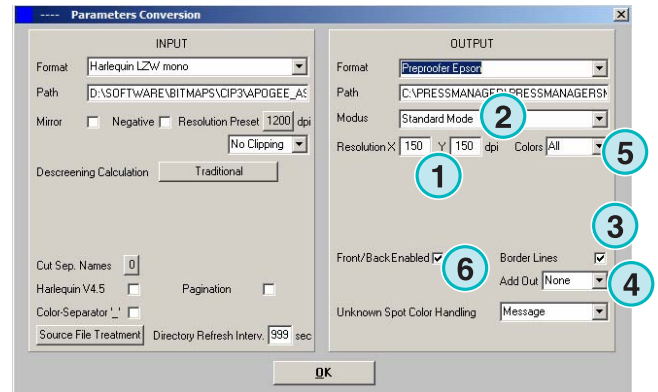 ---- Parameters Conversion
INPUT
Format Harlequin LZW mono
Path D:\SOFTWARE\BITMAPS\CIP3\APOGEE_AS
Mirror Negative Resolution Preset 1200 dpi
No Clipping
Descreening Calculation Traditional
Cut Sep. Names 0
Harlequin V4.5 Pagination
Color-Separator '_'
Source File Treatment Directory Refresh Interv. 999 sec
OUTPUT
Format Preproofer Epson
Path C:\PRESSMANAGER\PRESSMANAGERSM
Modus Standard Mode 2
Resolution X 150 Y 150 dpi Colors All 5
1
3
Front/Back Enabled 6 Border Lines
Add Out None 4
Unknown Spot Color Handling Message
OK